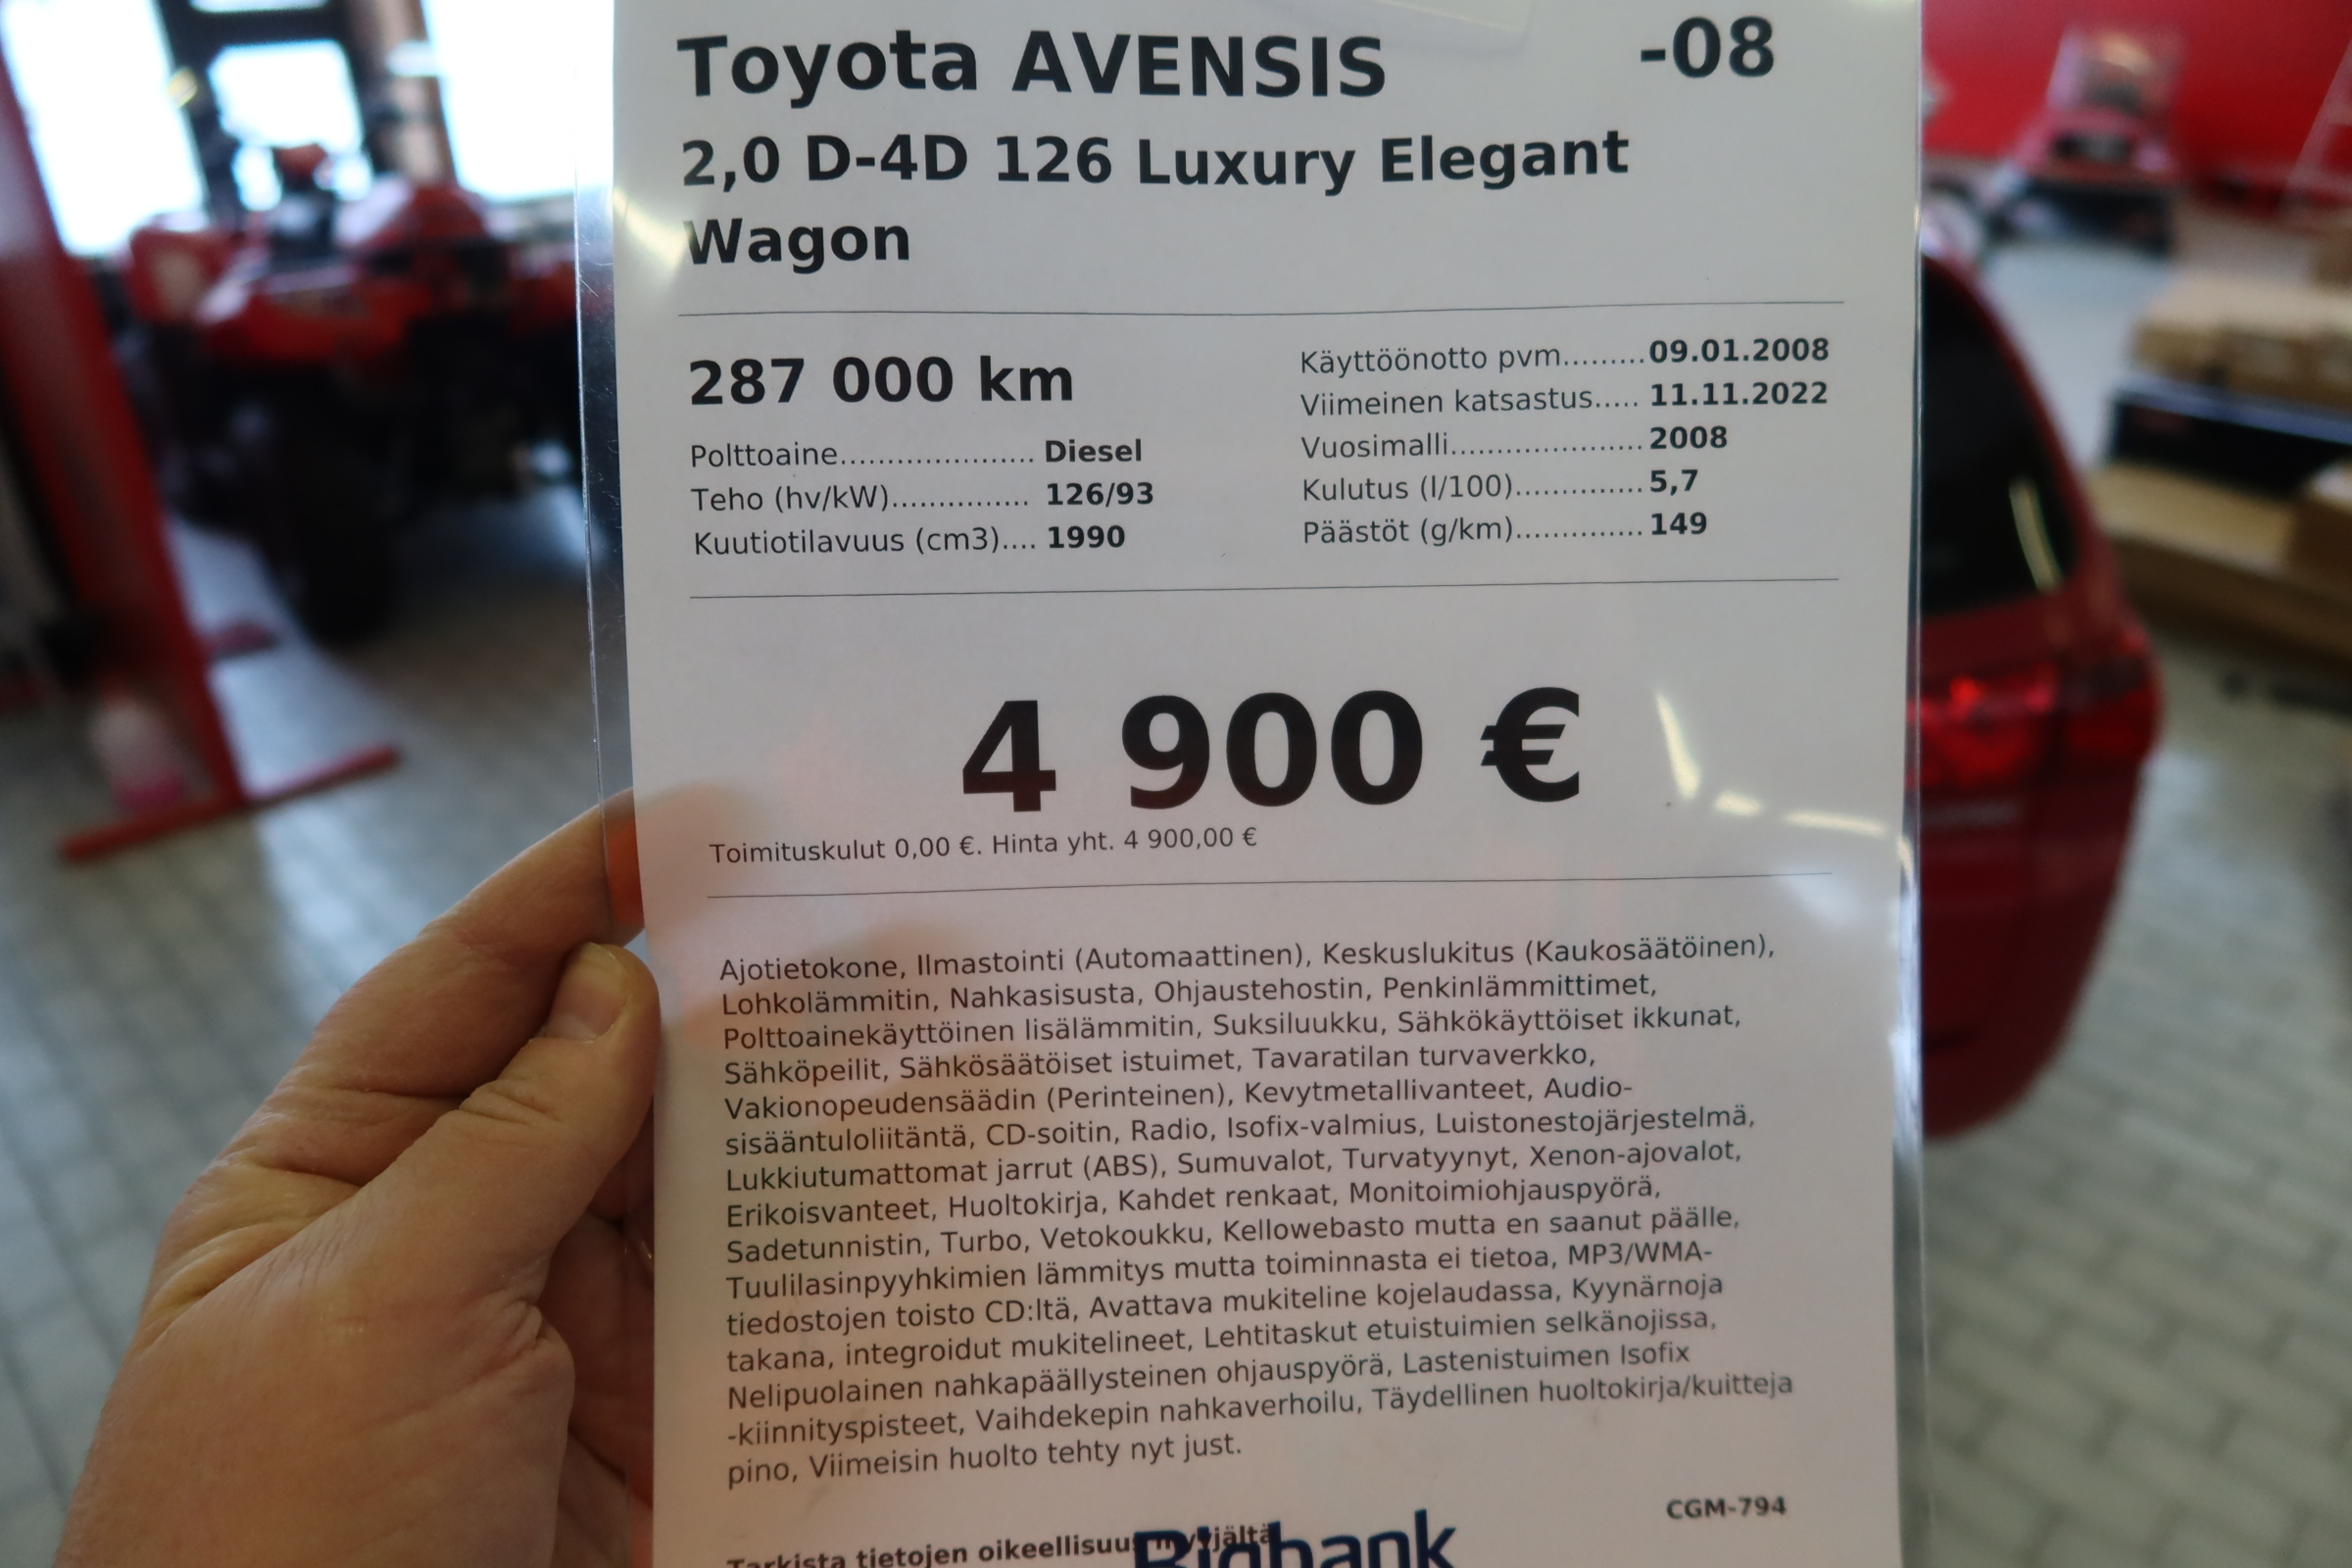 Toyota AVENSIS -08
2,0 D-4D 126 Luxury Elegant
Wagon
287 000 km
Polttoaine..................... Diesel
Teho (hv/kW)............... 126/93
Kuutiotilavuus (cm3).... 1990
Käyttöönotto pvm.........09.01.2008
Viimeinen katsastus..... 11.11.2022
Vuosimalli.....................2008
Kulutus (l/100)..............5,7
Päästöt (g/km)..............149
4 900 €
Toimituskulut 0,00 €. Hinta yht. 4 900,00 €
Ajotietokone, Ilmastointi (Automaattinen), Keskuslukitus (Kaukosäätöinen),
Lohkolämmitin, Nahkasisusta, Ohjaustehostin, Penkinlämmittimet,
Polttoainekäyttöinen lisälämmitin, Suksiluukku, Sähkökäyttöiset ikkunat,
Sähköpeilit, Sähkösäätöiset istuimet, Tavaratilan turvaverkko,
Vakionopeudensäädin (Perinteinen), Kevytmetallivanteet, Audio-
sisääntuloliitäntä, CD-soitin, Radio, Isofix-valmius, Luistonestojärjestelmä,
Lukkiutumattomat jarrut (ABS), Sumuvalot, Turvatyynyt, Xenon-ajovalot,
Erikoisvanteet, Huoltokirja, Kahdet renkaat, Monitoimiohjauspyörä,
Sadetunnistin, Turbo, Vetokoukku, Kellowebasto mutta en saanut päälle,
Tuulilasinpyyhkimien lämmitys mutta toiminnasta ei tietoa, MP3/WMA-
tiedostojen toisto CD:ltä, Avattava mukiteline kojelaudassa, Kyynärnoja
takana, integroidut mukitelineet, Lehtitaskut etuistuimien selkänojissa,
Nelipuolainen nahkapäällysteinen ohjauspyörä, Lastenistuimen Isofix
-kiinnityspisteet, Vaihdekepin nahkaverhoilu, Täydellinen huoltokirja/kuitteja
pino, Viimeisin huolto tehty nyt just.
CGM-794
Tarkista tietojen oikeellisuus myyjältä
Bigbank